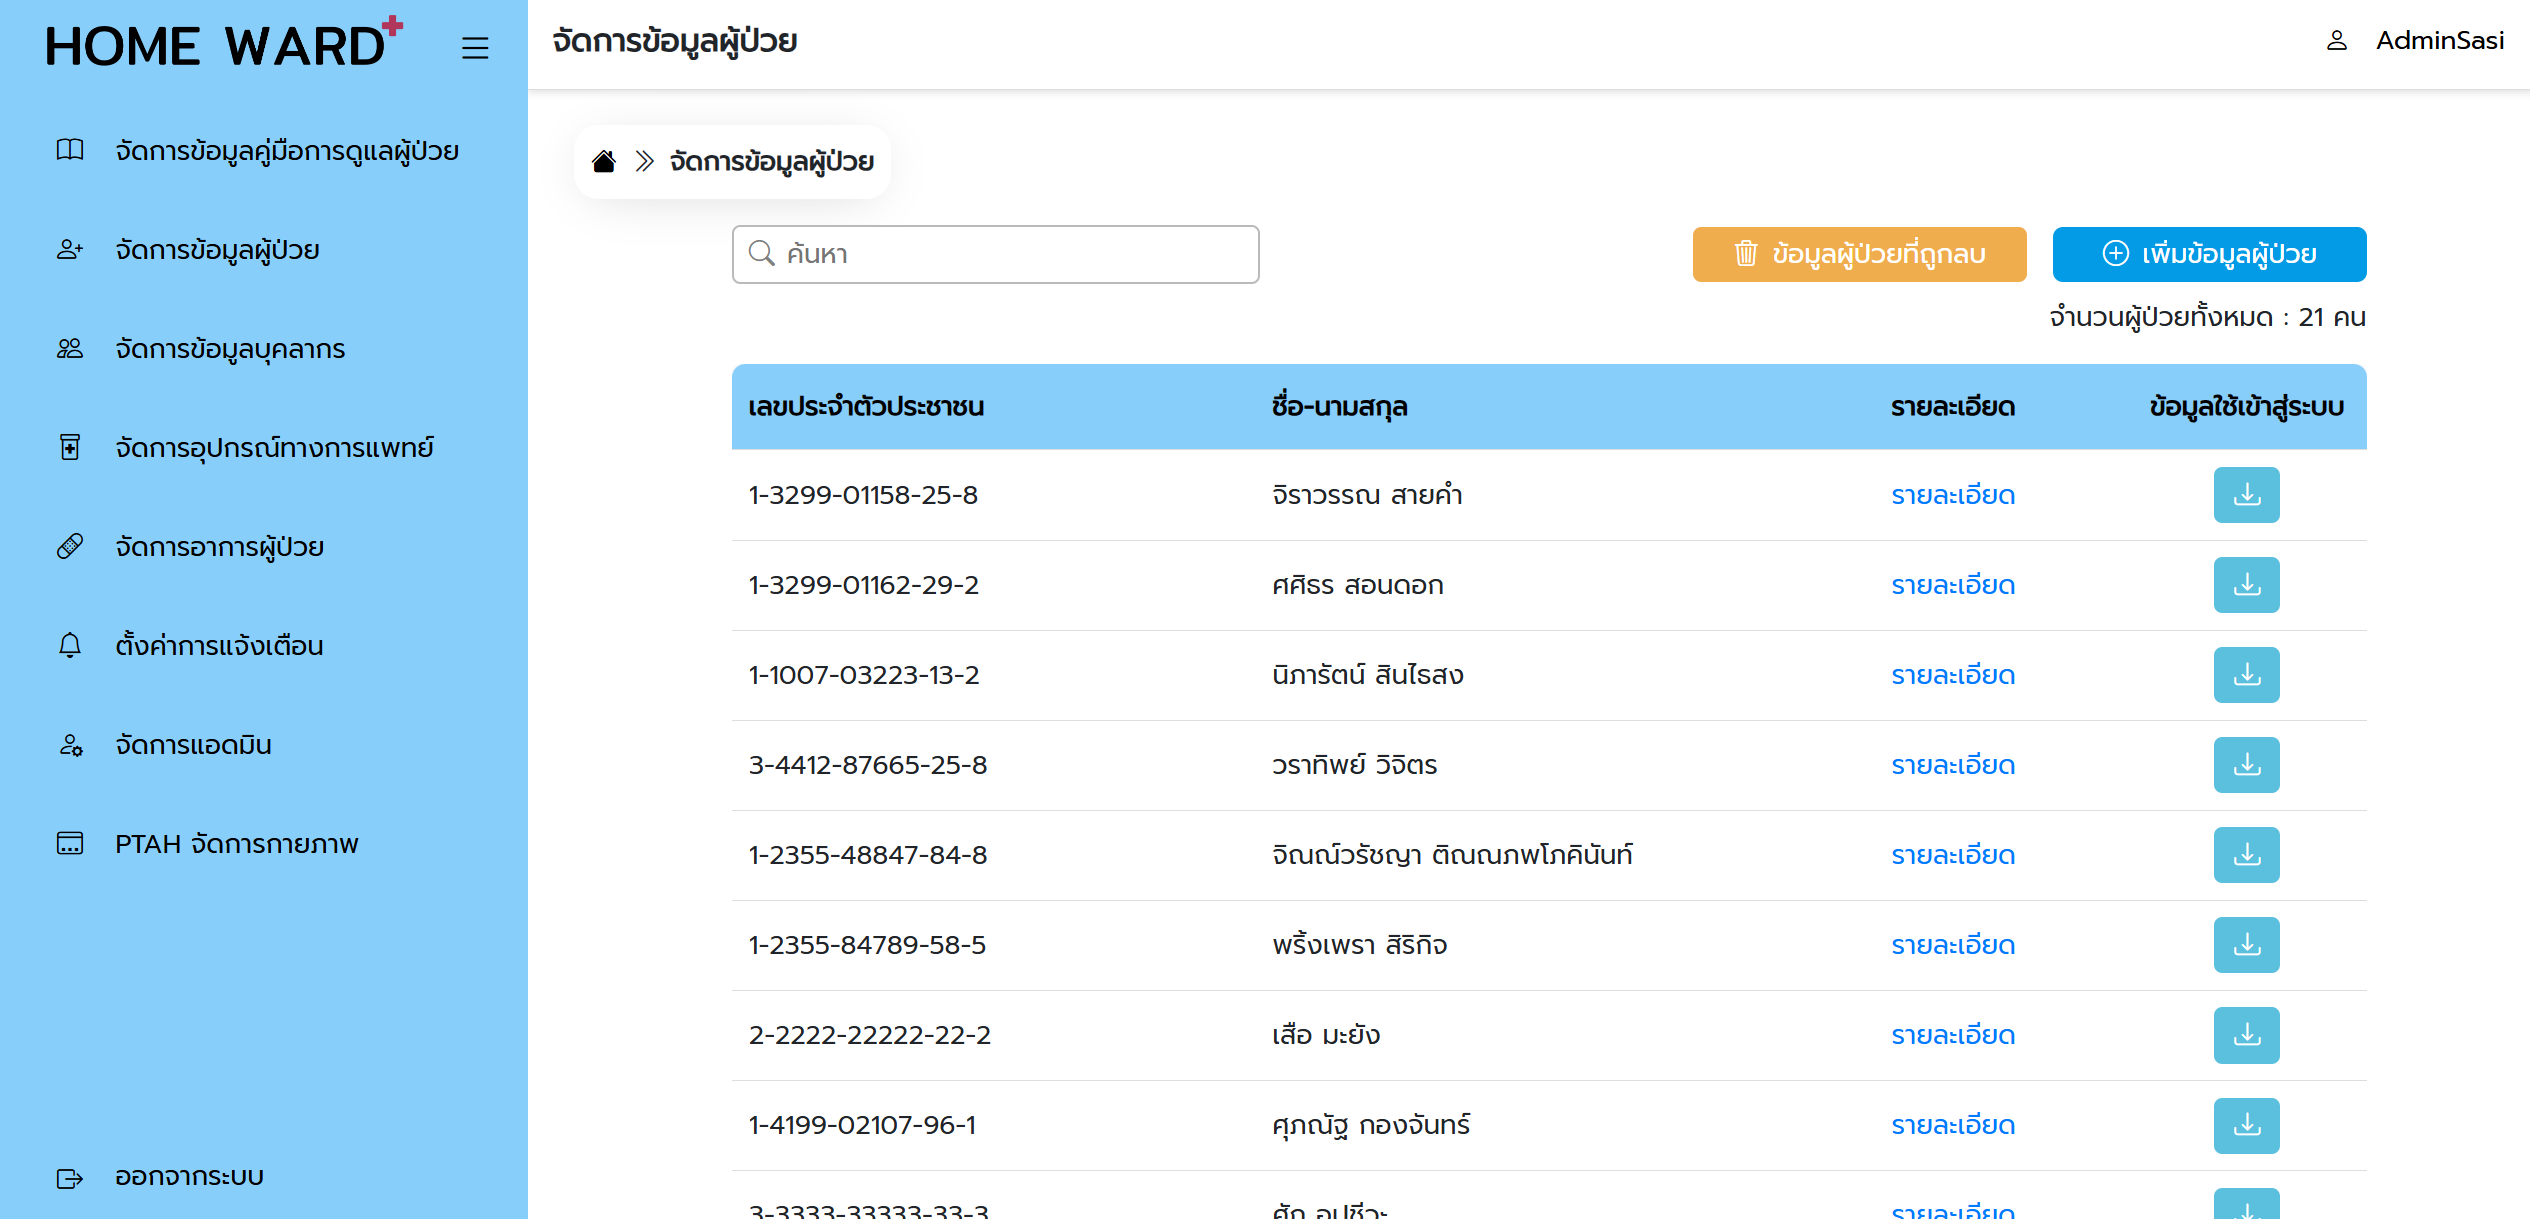 HOME WARD
จัดการข้อมูลคู่มือการดูแลผู้ป่วย
จัดการข้อมูลผู้ป่วย
จัดการข้อมูลบุคลากร
จัดการอุปกรณ์ทางการแพทย์
จัดการอาการผู้ป่วย
ตั้งค่าการแจ้งเตือน
จัดการแอดมิน
PTAH จัดการกายภาพ
ออกจากระบบ
จัดการข้อมูลผู้ป่วย
AdminSasi
จัดการข้อมูลผู้ป่วย
ค้นหา
ข้อมูลผู้ป่วยที่ถูกลบ
เพิ่มข้อมูลผู้ป่วย
จำนวนผู้ป่วยทั้งหมด : 21 คน
เลขประจำตัวประชาชน ชื่อ-นามสกุล รายละเอียด ข้อมูลใช้เข้าสู่ระบบ
1-3299-01158-25-8 จิราวรรณ สายคำ รายละเอียด
1-3299-01162-29-2 ศศิธร สอนดอก รายละเอียด
1-1007-03223-13-2 นิภารัตน์ สินไธสง รายละเอียด
3-4412-87665-25-8 วราทิพย์ วิจิตร รายละเอียด
1-2355-48847-84-8 จิณณ์วรัชญา ติณณภพโภคินันท์ รายละเอียด
1-2355-84789-58-5 พริ้งเพรา สิริกิจ รายละเอียด
2-2222-22222-22-2 เสือ มะยัง รายละเอียด
1-4199-02107-96-1 ศุภณัฐ กองจันทร์ รายละเอียด
3-3333-33333-33-3 รายละเอียด